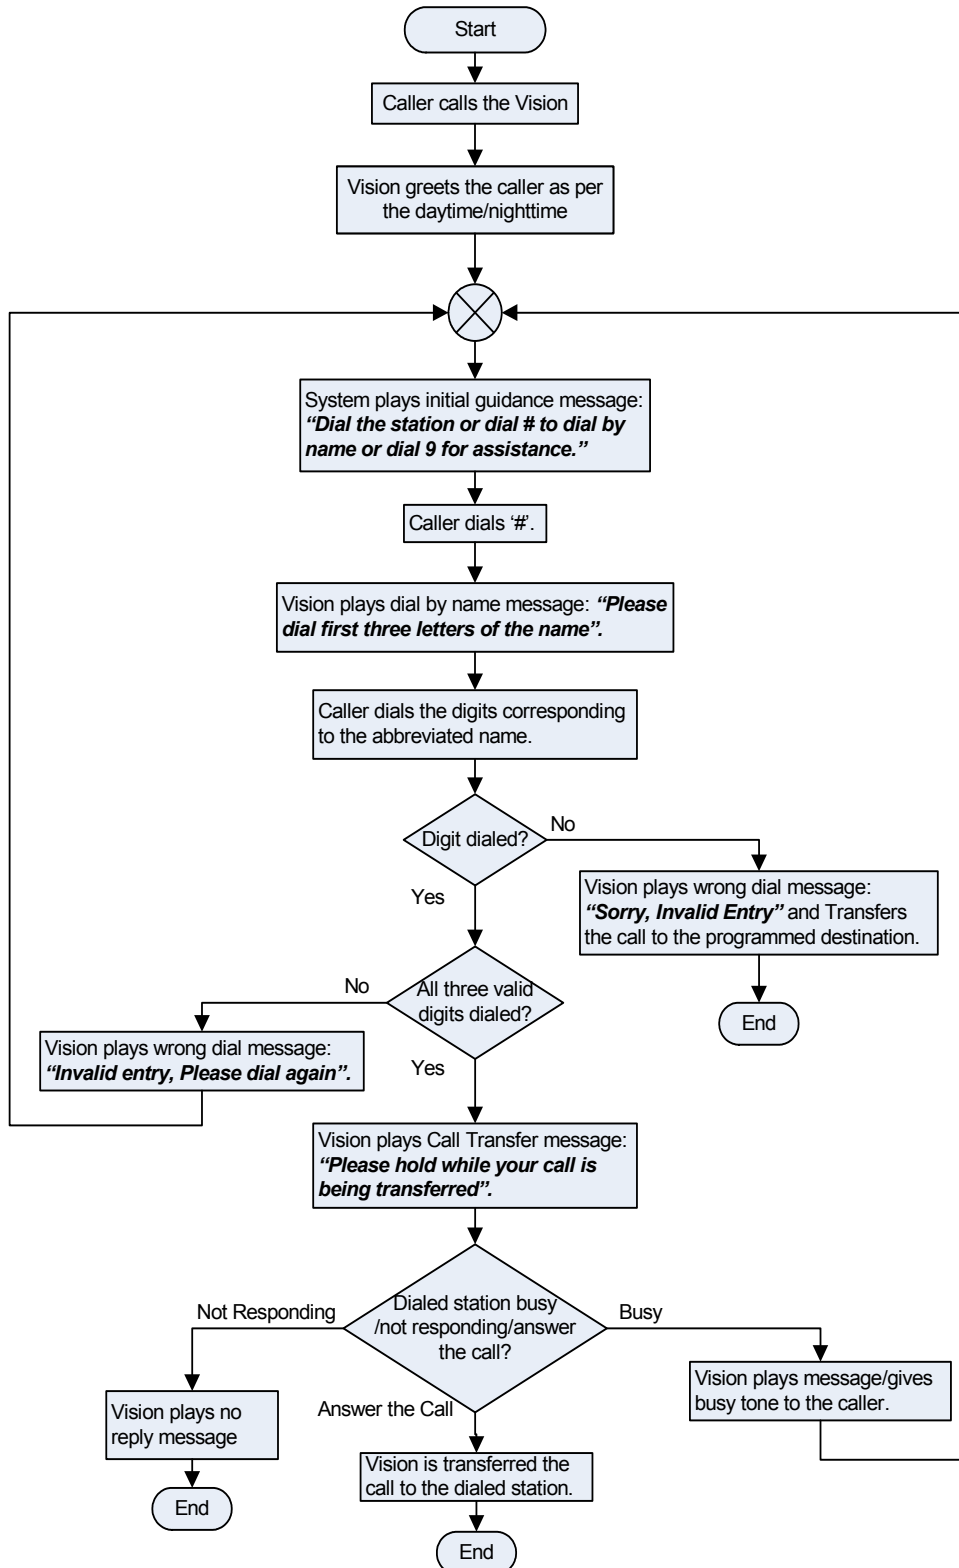 Start
Caller calls the Vision
Vision greets the caller as per
the daytime/nighttime
System plays initial guidance message:
“Dial the station or dial # to dial by
name or dial 9 for assistance.”
Caller dials ‘#’.
Vision plays dial by name message: “Please
dial first three letters of the name”.
Caller dials the digits corresponding
to the abbreviated name.
Digit dialed?
No
Yes
Vision plays wrong dial message:
“Sorry, Invalid Entry” and Transfers
the call to the programmed destination.
End
All three valid
digits dialed?
No
Yes
Vision plays wrong dial message:
“Invalid entry, Please dial again”.
Vision plays Call Transfer message:
“Please hold while your call is
being transferred”.
Dialed station busy
/not responding/answer
the call?
Not Responding
Busy
Answer the Call
Vision plays no
reply message
End
Vision plays message/gives
busy tone to the caller.
Vision is transferred the
call to the dialed station.
End